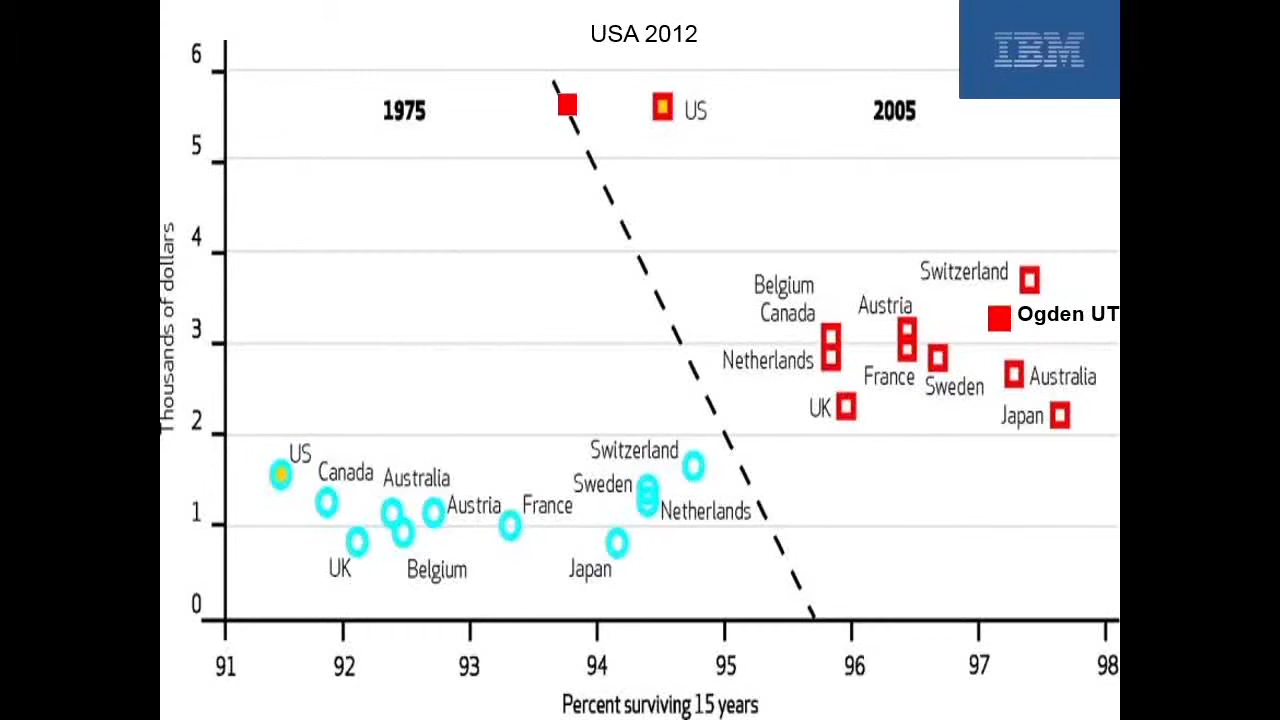 USA 2012
IBM
6
1975
US
2005
5
4
Thousands of dollars
Switzerland
Belgium
Canada
Austria
Ogden UT
3
Netherlands
France
Sweden
Australia
UK
Japan
2
US
Switzerland
Canada
Australia
Sweden
Austria
France
Netherlands
1
UK
Belgium
Japan
0
91 92 93 94 95 96 97 98
Percent surviving 15 years